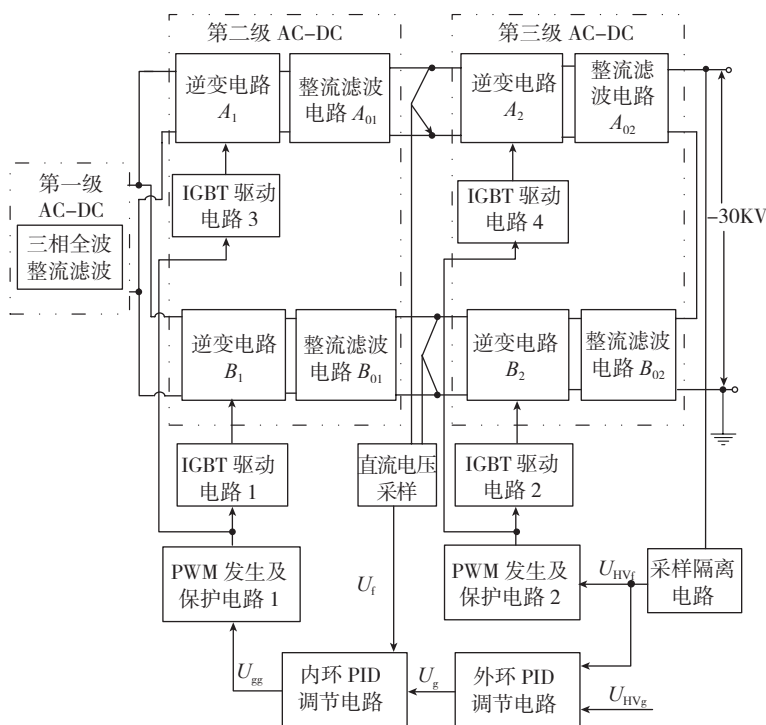 第二级 AC-DC
第三级 AC-DC
逆变电路
A₁
整流滤波
电路 A₀₁
逆变电路
A₂
整流滤
波电路
A₀₂
第一级
AC-DC
三相全波
整流滤波
IGBT 驱动
电路 3
IGBT 驱动
电路 4
-30KV
逆变电路
B₁
整流滤波
电路 B₀₁
逆变电路
B₂
整流滤波
电路 B₀₂
IGBT 驱动
电路 1
直流电压
采样
IGBT 驱动
电路 2
PWM 发生及
保护电路 1
U_f
PWM 发生及
保护电路 2
U_HVf
采样隔离
电路
U_gg
内环 PID
调节电路
U_g
外环 PID
调节电路
U_HVg